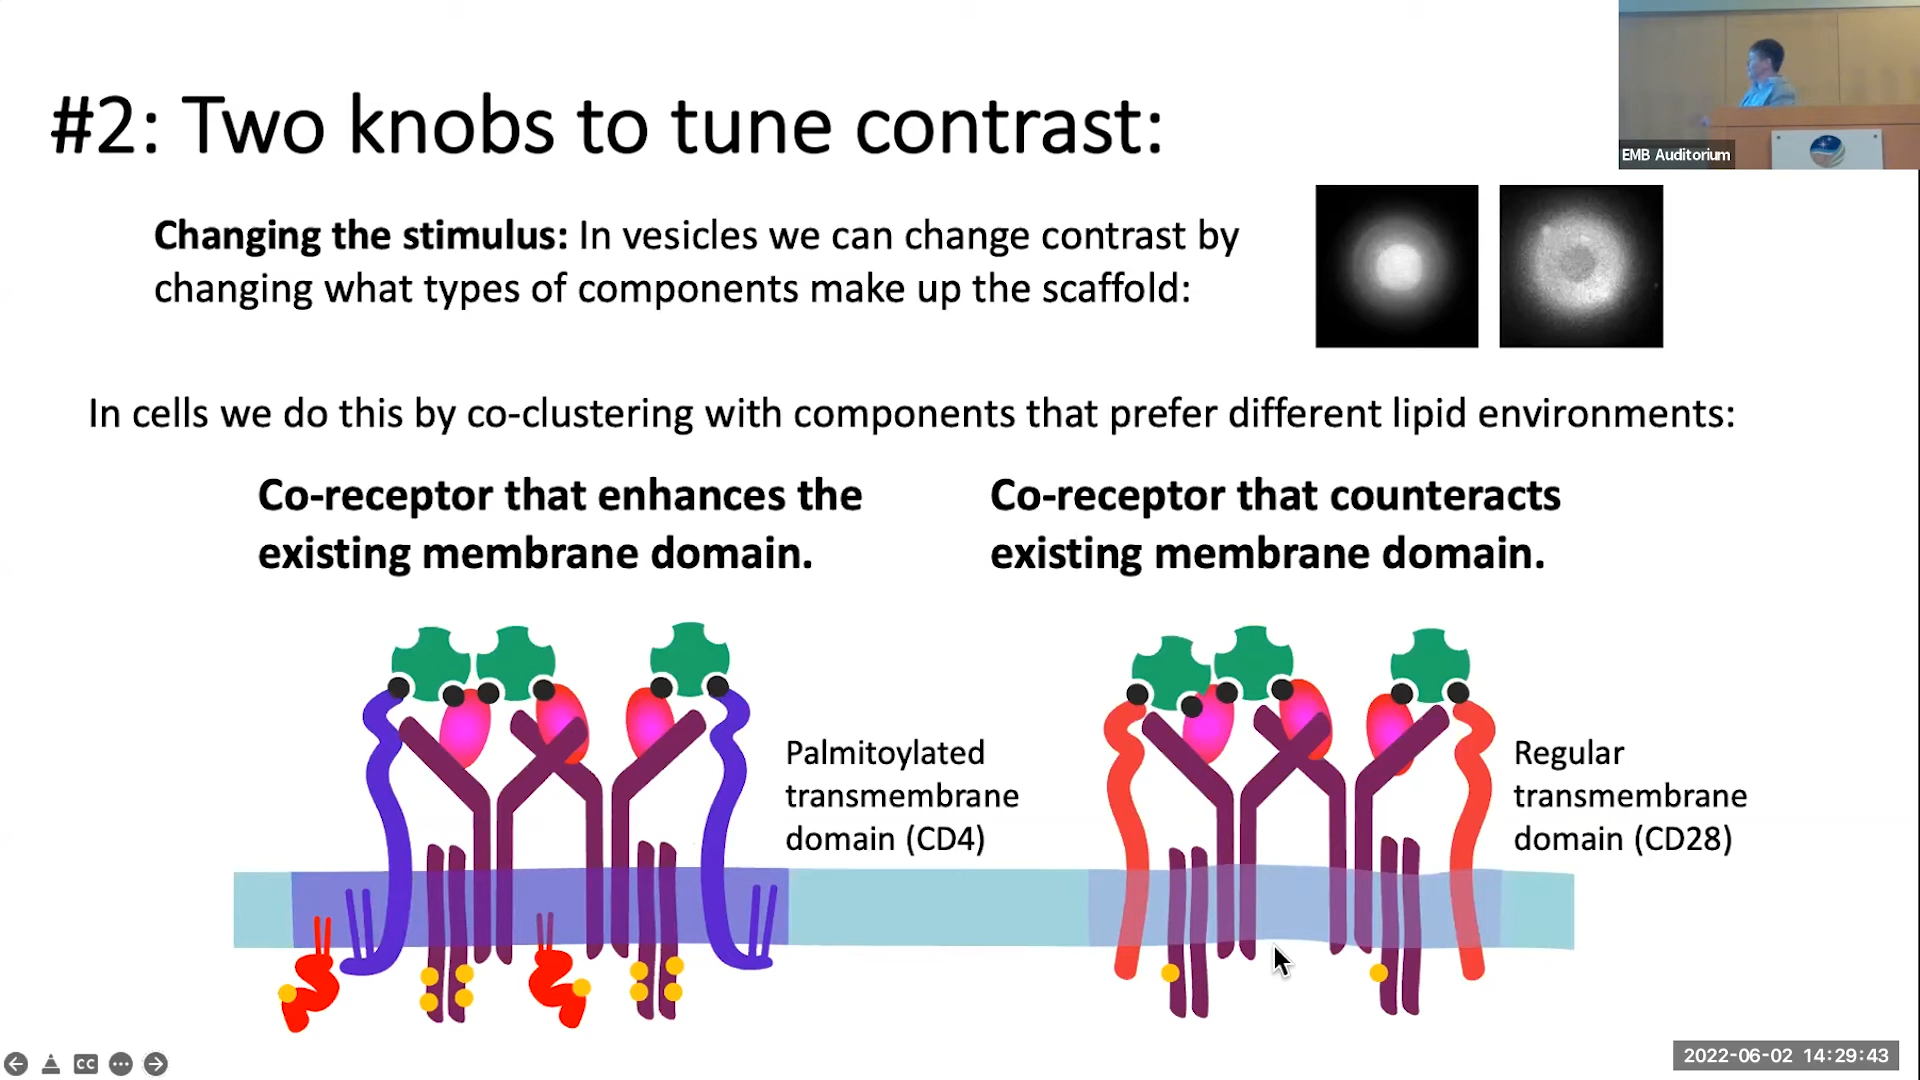 EMB Auditorium
#2: Two knobs to tune contrast:
Changing the stimulus: In vesicles we can change contrast by
changing what types of components make up the scaffold:
In cells we do this by co-clustering with components that prefer different lipid environments:
Co-receptor that enhances the
existing membrane domain.
Co-receptor that counteracts
existing membrane domain.
Palmitoylated
transmembrane
domain (CD4)
Regular
transmembrane
domain (CD28)
CC
2022-06-02 14:29:43